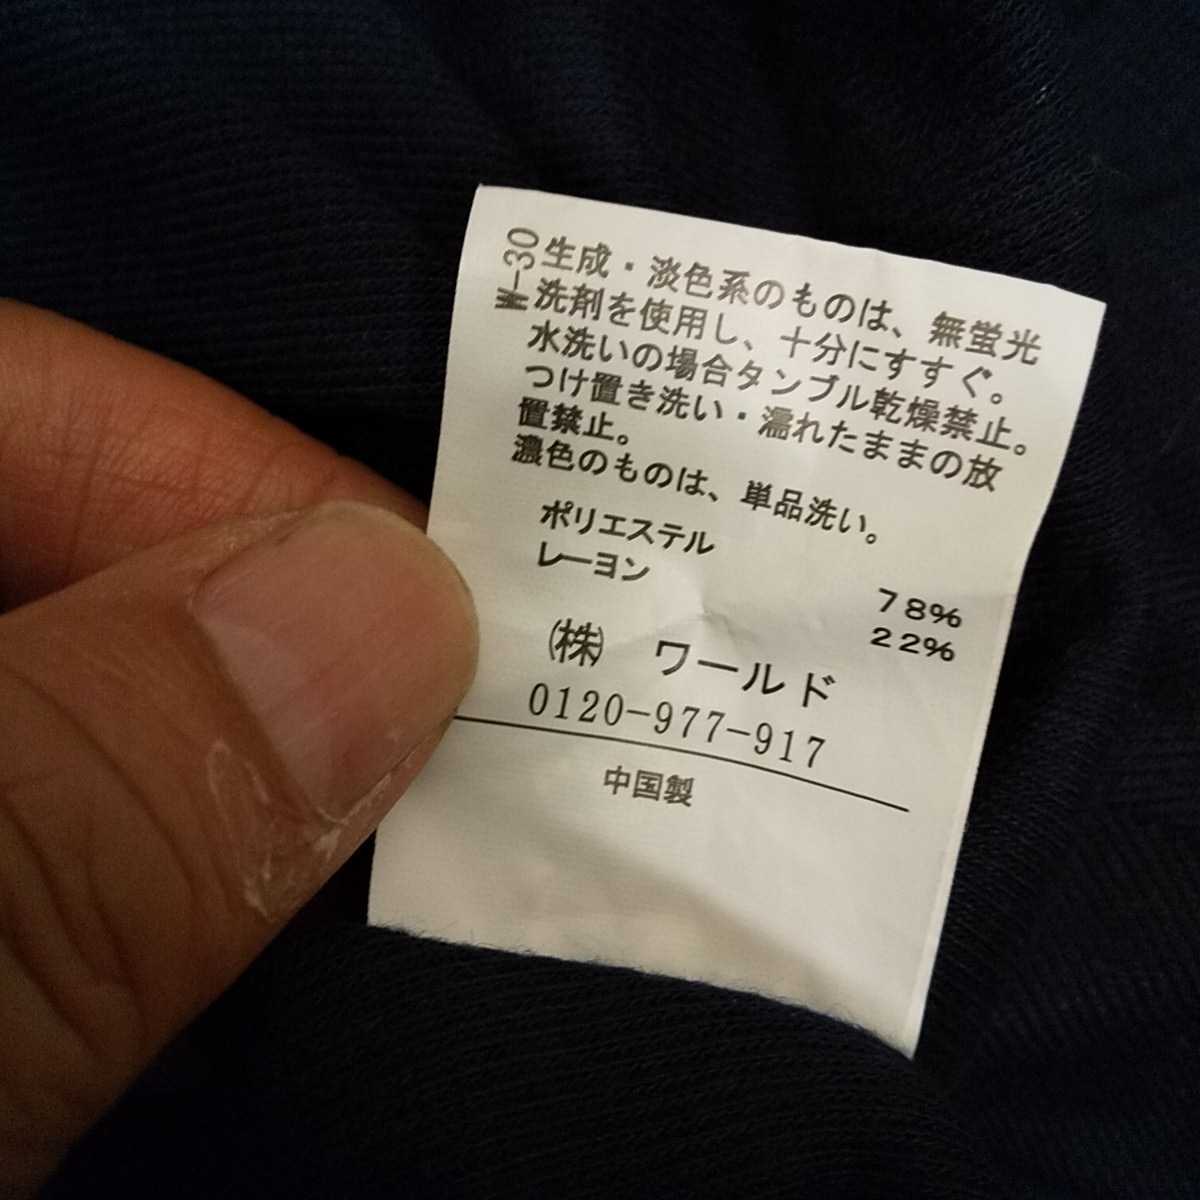 W-30
生成・淡色系のものは、無蛍光
洗剤を使用し、十分にすすぐ。
水洗いの場合タンブル乾燥禁止。
つけ置き洗い・濡れたままの放
置禁止。
濃色のものは、単品洗い。
ポリエステル 78%
レーヨン 22%
㈱ ワールド
0120-977-917
中国製